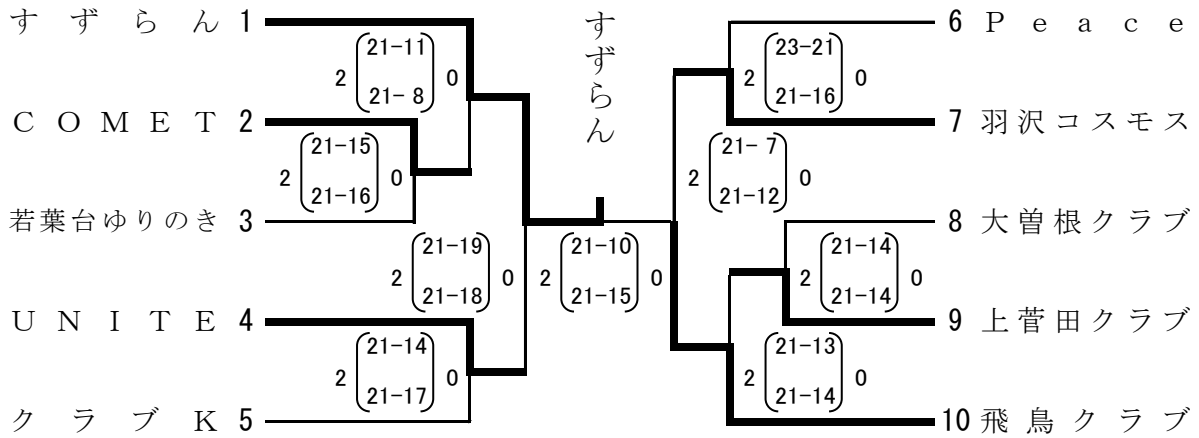 すずらん 1
2 (21-11 21-8) 0
COMET 2
2 (21-15 21-16) 0
若葉台ゆりのき 3
2 (21-19 21-18) 0
UNITE 4
2 (21-14 21-17) 0
クラブK 5
すずらん
2 (21-10 21-15) 0
6 Peace
2 (23-21 21-16) 0
7 羽沢コスモス
2 (21-7 21-12) 0
8 大曽根クラブ
2 (21-14 21-14) 0
9 上菅田クラブ
2 (21-13 21-14) 0
10 飛鳥クラブ